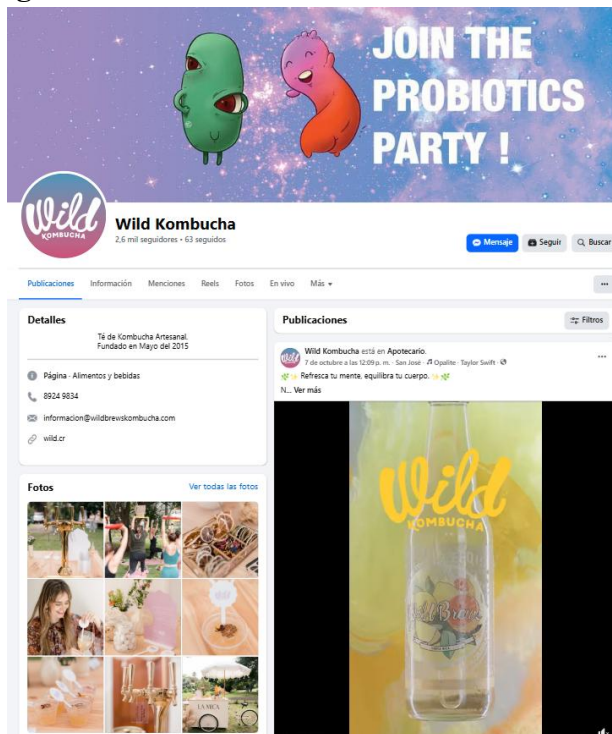 JOIN THE
PROBIOTICS
PARTY !
Wild
KOMBUCHA
Wild Kombucha
2,6 mil seguidores • 63 seguidos
Mensaje
Seguir
Buscar
Publicaciones
Información
Menciones
Reels
Fotos
En vivo
Más
Detalles
Té de Kombucha Artesanal.
Fundado en Mayo del 2015
Página · Alimentos y bebidas
8924 9834
informacion@wildbrewskombucha.com
wild.cr
Fotos
Ver todas las fotos
LA NICA
Publicaciones
Filtros
Wild Kombucha está en Apotecario.
7 de octubre a las 12:09 p. m. · San José · Opalite · Taylor Swift ·
Refresca tu mente, equilibra tu cuerpo.
N... Ver más
Wild
KOMBUCHA
Wild Brews